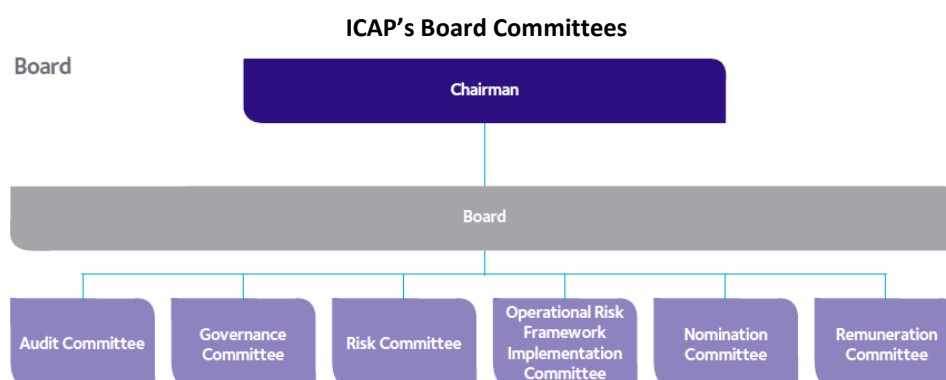 ICAP’s Board Committees
Board
Chairman
Board
Audit Committee
Governance
Committee
Risk Committee
Operational Risk
Framework
Implementation
Committee
Nomination
Committee
Remuneration
Committee